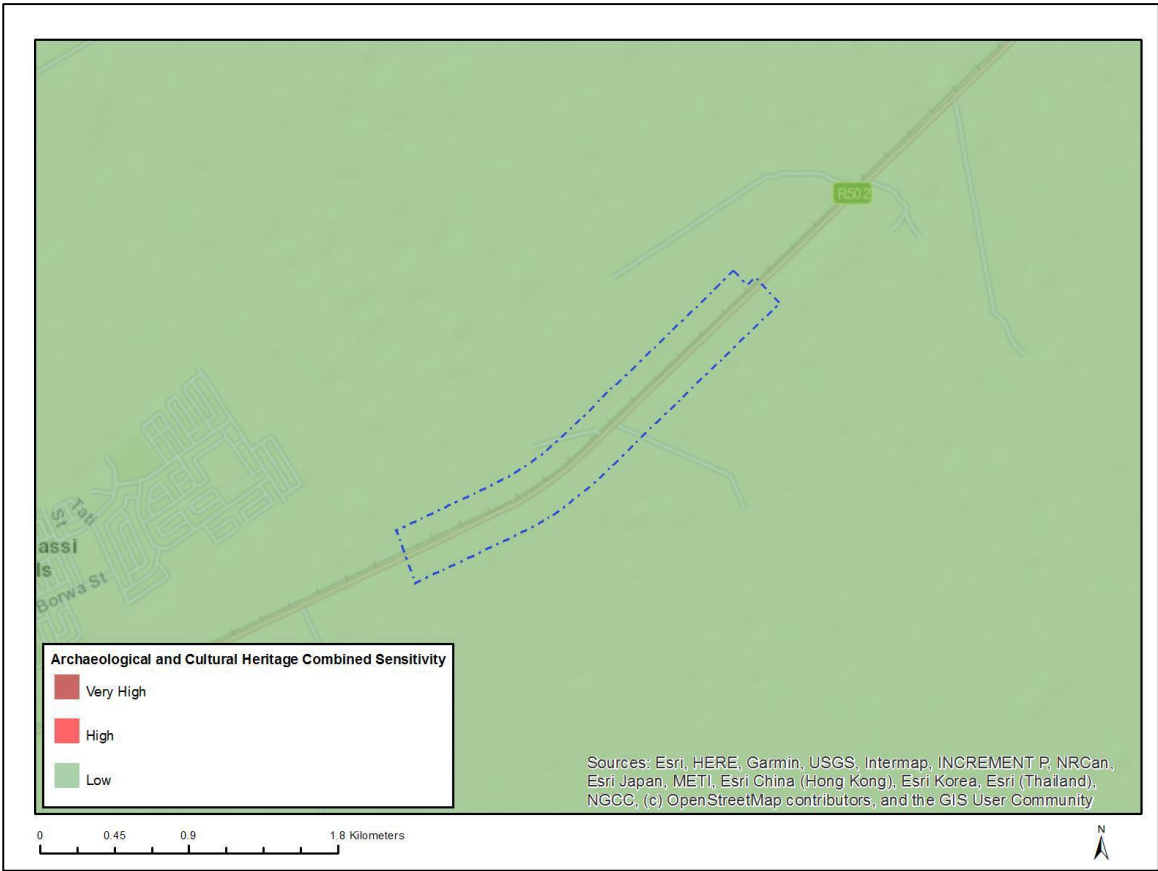 R502
Tati
St
assi
ls
Borwa St
Archaeological and Cultural Heritage Combined Sensitivity
Very High
High
Low
Sources: Esri, HERE, Garmin, USGS, Intermap, INCREMENT P, NRCan,
Esri Japan, METI, Esri China (Hong Kong), Esri Korea, Esri (Thailand),
NGCC, (c) OpenStreetMap contributors, and the GIS User Community
0 0.45 0.9 1.8 Kilometers
N